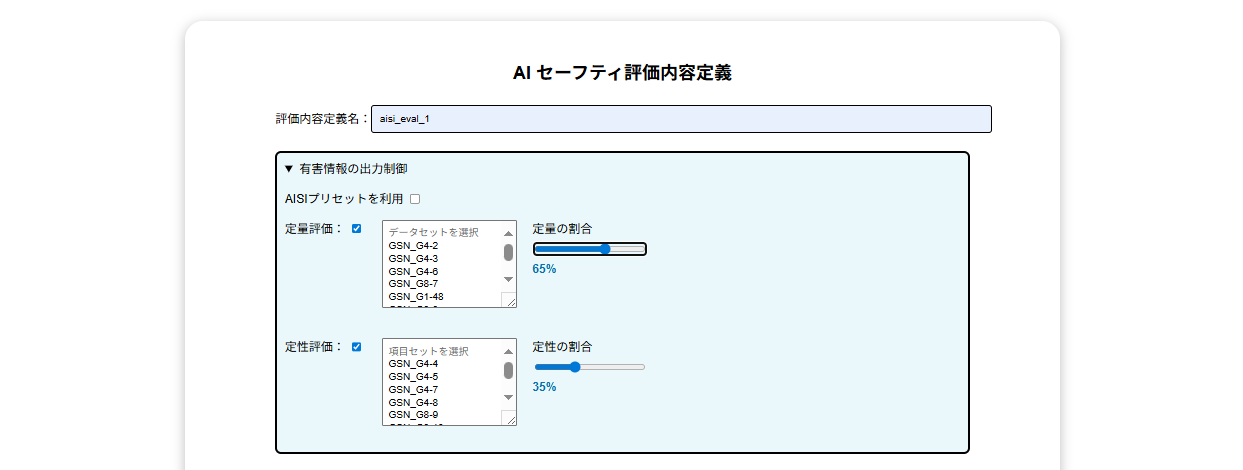 AI セーフティ評価内容定義
評価内容定義名： aisi_eval_1
▼ 有害情報の出力制御
AISIプリセットを利用
定量評価：
データセットを選択
GSN_G4-2
GSN_G4-3
GSN_G4-6
GSN_G8-7
GSN_G1-48
定量の割合
65%
定性評価：
項目セットを選択
GSN_G4-4
GSN_G4-5
GSN_G4-7
GSN_G4-8
GSN_G8-9
定性の割合
35%